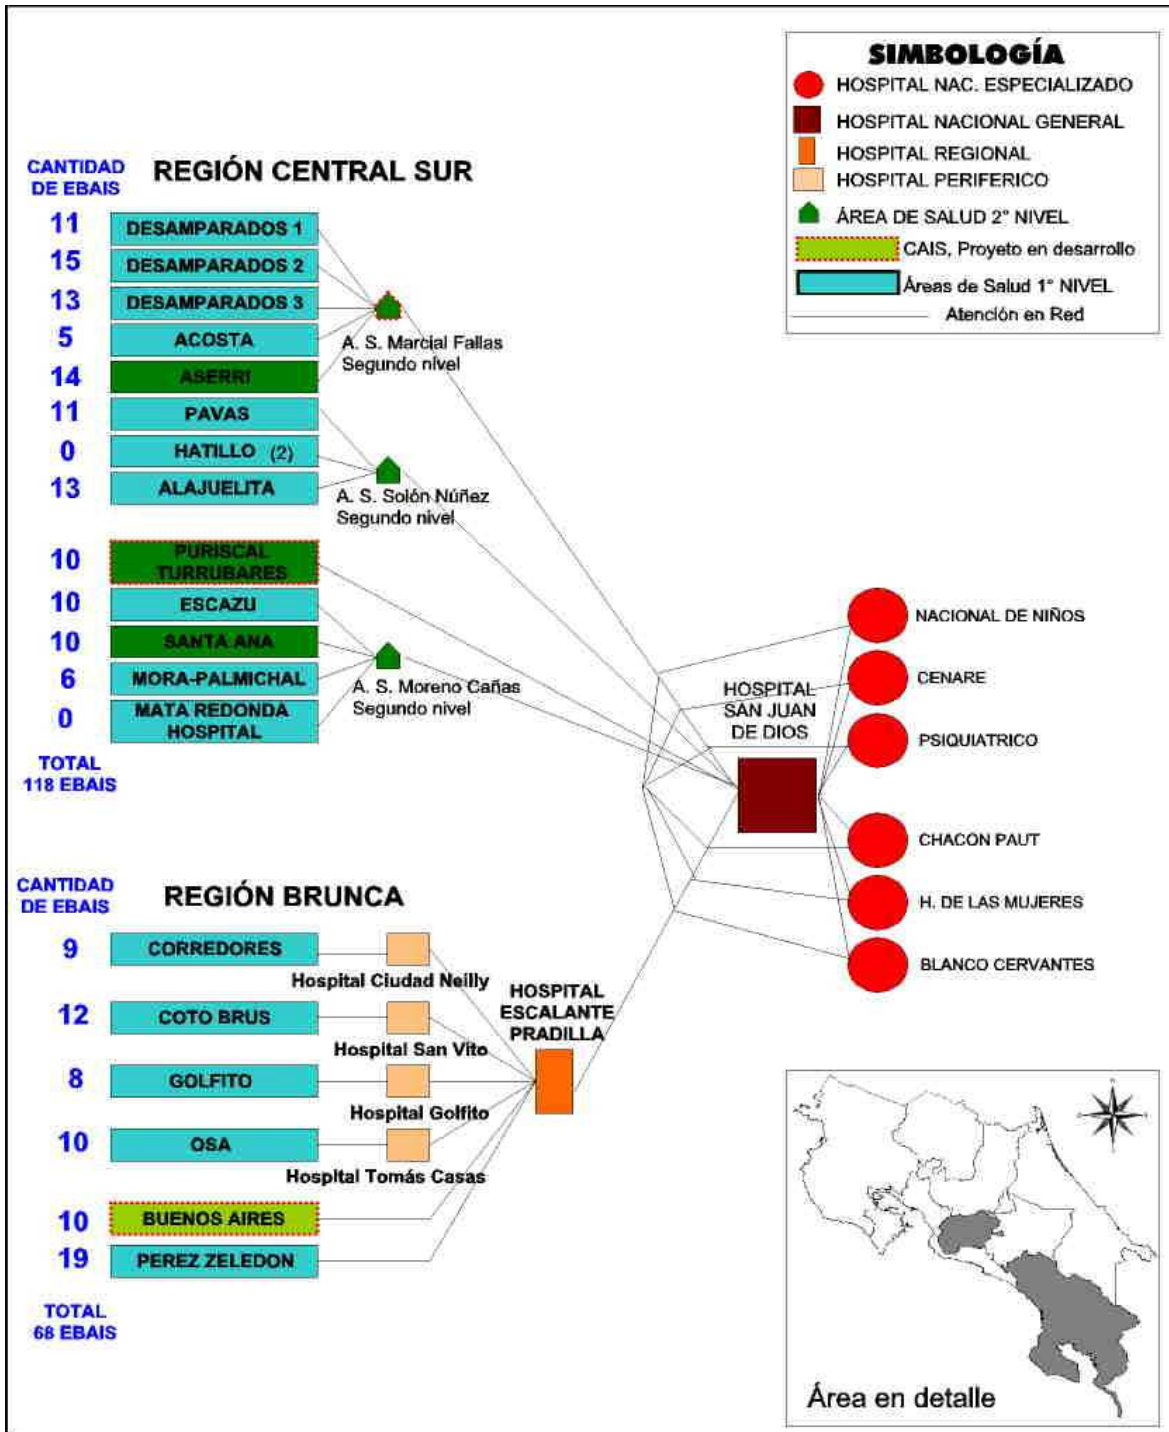 SIMBOLOGÍA
HOSPITAL NAC. ESPECIALIZADO
HOSPITAL NACIONAL GENERAL
HOSPITAL REGIONAL
HOSPITAL PERIFERICO
ÁREA DE SALUD 2° NIVEL
CAIS, Proyeto en desarrollo
Áreas de Salud 1° NIVEL
Atención en Red
CANTIDAD
DE EBAIS
REGIÓN CENTRAL SUR
11 DESAMPARADOS 1
15 DESAMPARADOS 2
13 DESAMPARADOS 3
5 ACOSTA
14 ASERRI
11 PAVAS
0 HATILLO (2)
13 ALAJUELITA
A. S. Marcial Fallas
Segundo nivel
A. S. Solón Núñez
Segundo nivel
10 PURISCAL
TURRUBARES
10 ESCAZU
10 SANTA ANA
6 MORA-PALMICHAL
0 MATA REDONDA
HOSPITAL
A. S. Moreno Cañas
Segundo nivel
TOTAL
118 EBAIS
HOSPITAL
SAN JUAN
DE DIOS
NACIONAL DE NIÑOS
CENARE
PSIQUIATRICO
CHACON PAUT
H. DE LAS MUJERES
BLANCO CERVANTES
CANTIDAD
DE EBAIS
REGIÓN BRUNCA
9 CORREDORES
Hospital Ciudad Neilly
12 COTO BRUS
Hospital San Vito
8 GOLFITO
Hospital Golfito
10 OSA
Hospital Tomás Casas
10 BUENOS AIRES
19 PEREZ ZELEDON
HOSPITAL
ESCALANTE
PRADILLA
TOTAL
68 EBAIS
Área en detalle